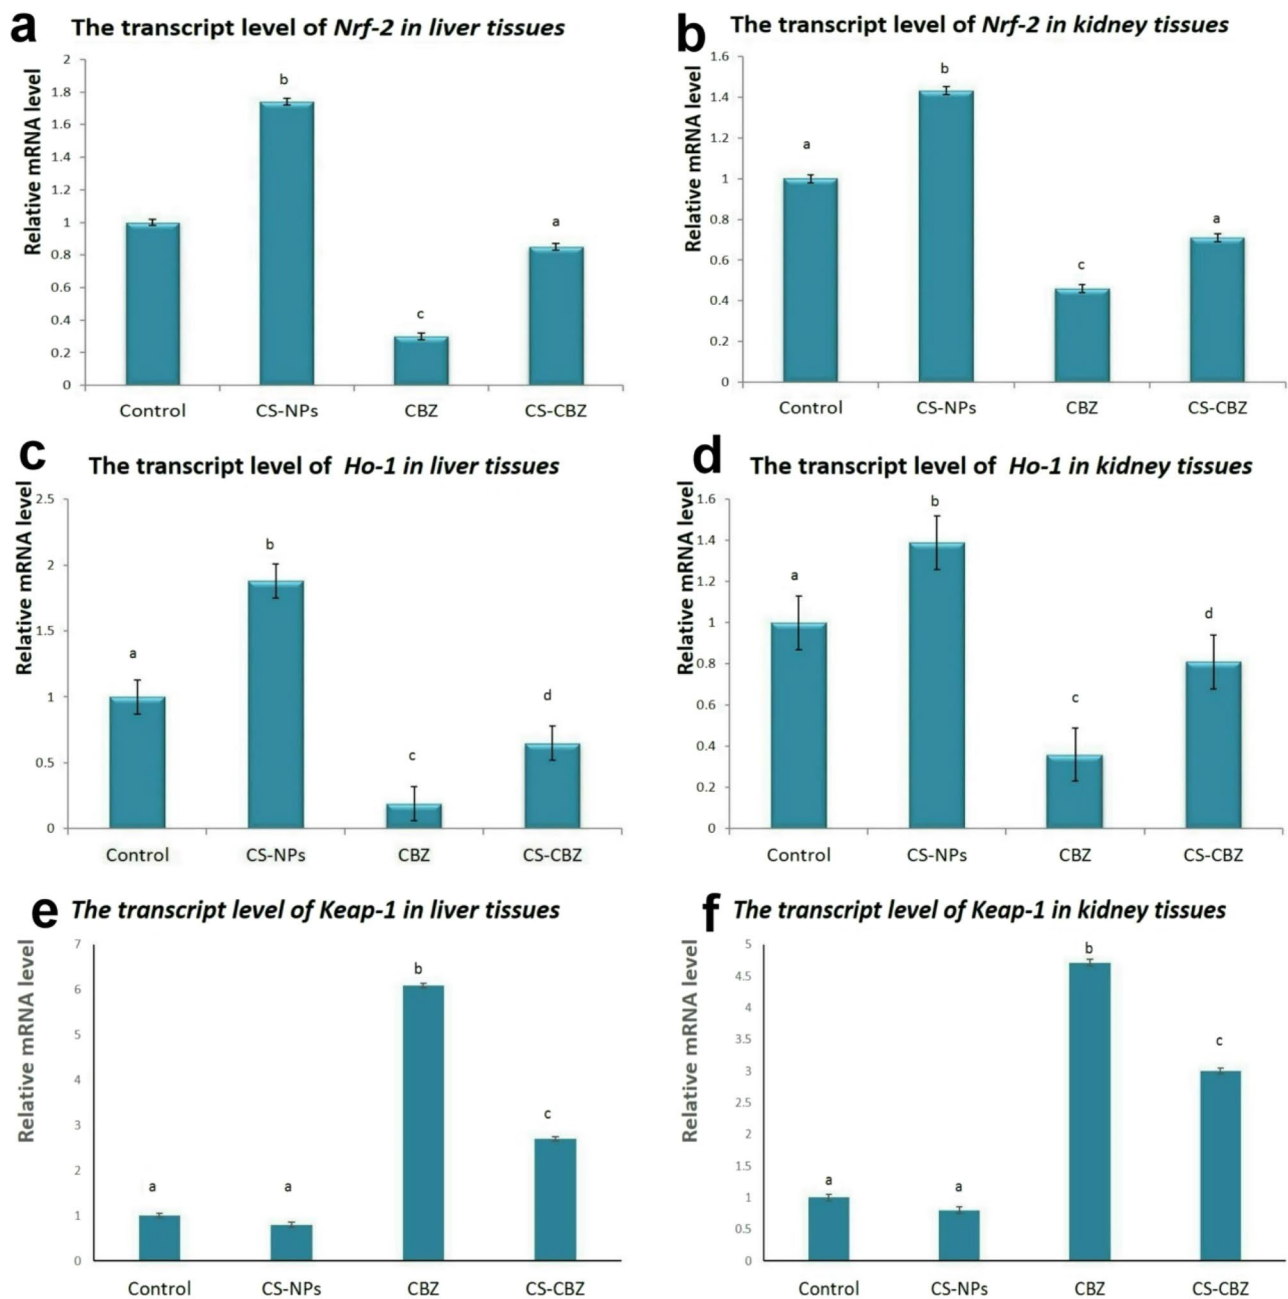 a
The transcript level of Nrf-2 in liver tissues
Relative mRNA level
2
1.8
1.6
1.4
1.2
1
0.8
0.6
0.4
0.2
0
b
c
a
Control CS-NPs CBZ CS-CBZ
b
The transcript level of Nrf-2 in kidney tissues
Relative mRNA level
1.6
1.4
1.2
1
0.8
0.6
0.4
0.2
0
a
b
c
a
Control CS-NPs CBZ CS-CBZ
c
The transcript level of Ho-1 in liver tissues
Relative mRNA level
2.5
2
1.5
1
0.5
0
a
b
c
d
Control CS-NPs CBZ CS-CBZ
d
The transcript level of Ho-1 in kidney tissues
Relative mRNA level
1.6
1.4
1.2
1
0.8
0.6
0.4
0.2
0
a
b
c
d
Control CS-NPs CBZ CS-CBZ
e
The transcript level of Keap-1 in liver tissues
Relative mRNA level
7
6
5
4
3
2
1
0
a
a
b
c
Control CS-NPs CBZ CS-CBZ
f
The transcript level of Keap-1 in kidney tissues
Relative mRNA level
5
4.5
4
3.5
3
2.5
2
1.5
1
0.5
0
a
a
b
c
Control CS-NPs CBZ CS-CBZ